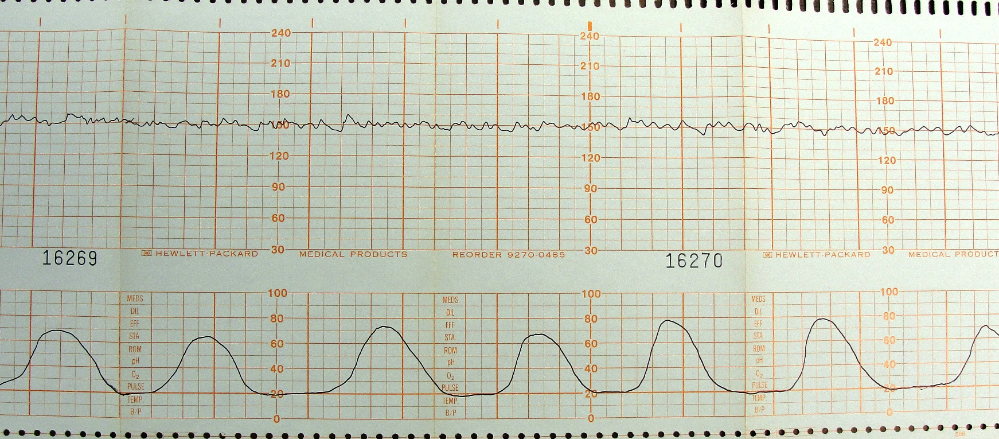 240 240 240
210 210 210
180 180 180
150 150 150
120 120 120
90 90 90
60 60 60
30 30 30
16269 HEWLETT-PACKARD MEDICAL PRODUCTS REORDER 9270-0485 16270 HEWLETT-PACKARD MEDICAL PRODUCT
100 100 100
MEDS MEDS MEDS
DIL DIL DIL
80 80 80
EFF EFF EFF
STA STA STA
60 60 60
ROM ROM ROM
pH pH pH
40 40 40
O₂ O₂ O₂
PULSE PULSE PULSE
20 20 20
TEMP. TEMP. TEMP.
B/P B/P B/P
0 0 0